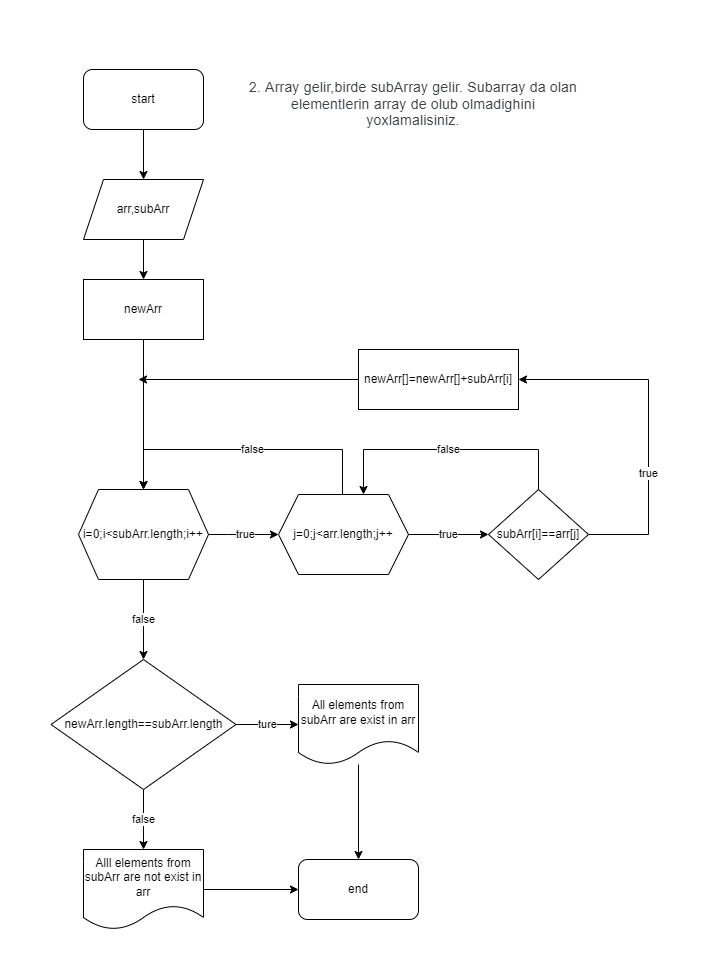 start
2. Array gelir,birde subArray gelir. Subarray da olan
elementlerin array de olub olmadighini
yoxlamalisiniz.
arr,subArr
newArr
newArr[]=newArr[]+subArr[i]
false
false
true
i=0;i<subArr.length;i++
true
j=0;j<arr.length;j++
true
subArr[i]==arr[j]
false
newArr.length==subArr.length
ture
All elements from
subArr are exist in arr
false
Alll elements from
subArr are not exist in
arr
end